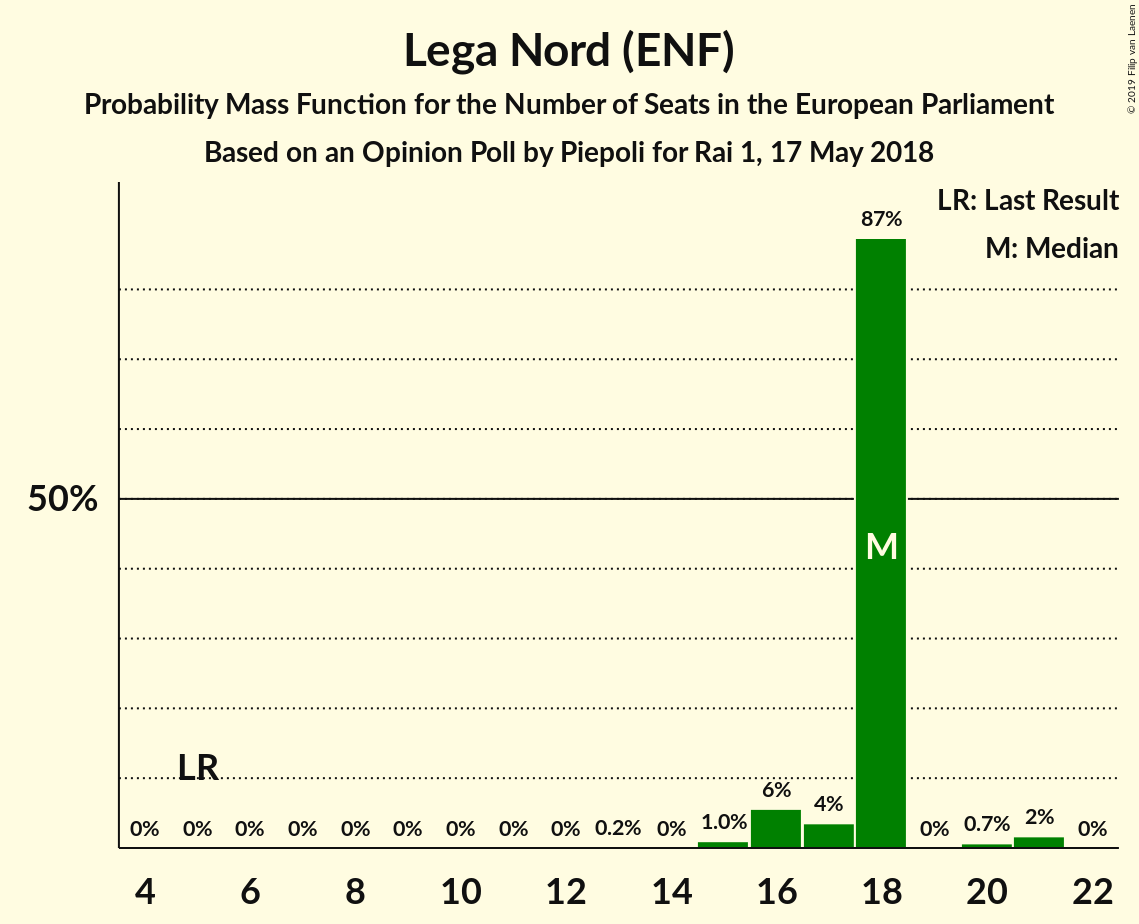 Lega Nord (ENF)
Probability Mass Function for the Number of Seats in the European Parliament
Based on an Opinion Poll by Piepoli for Rai 1, 17 May 2018
© 2019 Filip van Laenen
LR: Last Result
M: Median
50%
LR
M
0% 0% 0% 0% 0% 0% 0% 0% 0% 0.2% 0% 1.0% 6% 4% 87% 0% 0.7% 2% 0%
4 6 8 10 12 14 16 18 20 22